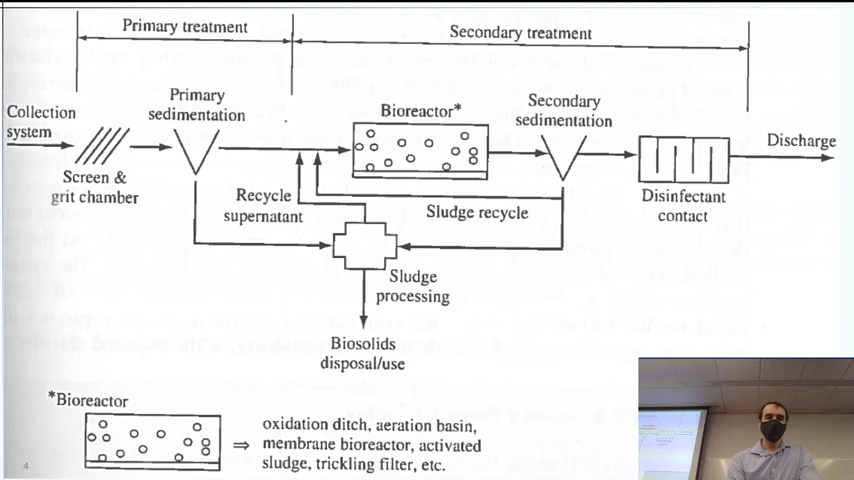 Primary treatment
Secondary treatment
Primary
sedimentation
Bioreactor*
Secondary
sedimentation
Collection
system
Discharge
Screen &
grit chamber
Recycle
supernatant
Sludge recycle
Disinfectant
contact
Sludge
processing
Biosolids
disposal/use
*Bioreactor
oxidation ditch, aeration basin,
membrane bioreactor, activated
sludge, trickling filter, etc.
4